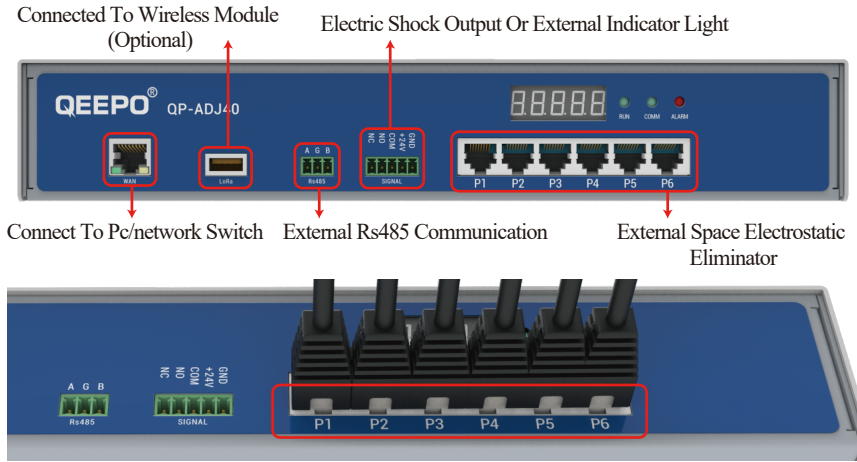 Connected To Wireless Module
(Optional)
Electric Shock Output Or External Indicator Light
QEEPO® QP-ADJ40
RUN COMM ALARM
NC NO COM +24V GND
A G B
WAN
LoRa
Rs485
SIGNAL
P1 P2 P3 P4 P5 P6
Connect To Pc/network Switch
External Rs485 Communication
External Space Electrostatic
Eliminator
NC NO COM +24V GND
A G B
Rs485
SIGNAL
P1 P2 P3 P4 P5 P6